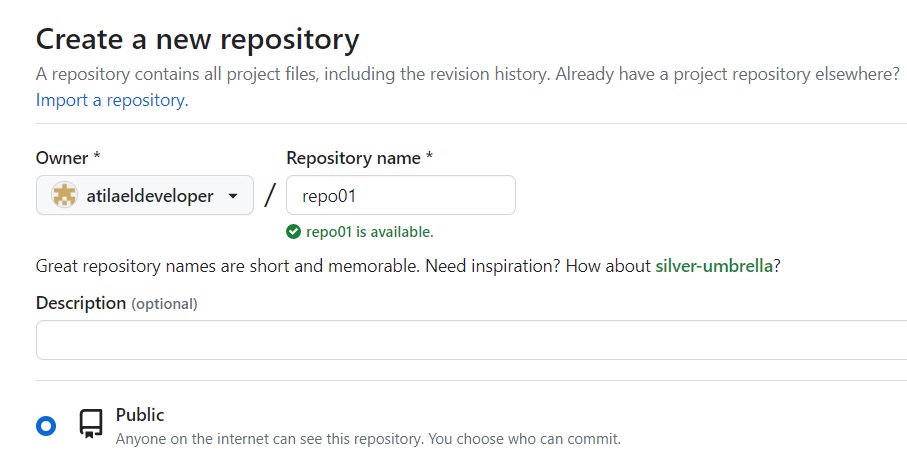 Create a new repository
A repository contains all project files, including the revision history. Already have a project repository elsewhere?
Import a repository.
Owner * Repository name *
atilaeldeveloper / repo01
repo01 is available.
Great repository names are short and memorable. Need inspiration? How about silver-umbrella?
Description (optional)
Public
Anyone on the internet can see this repository. You choose who can commit.